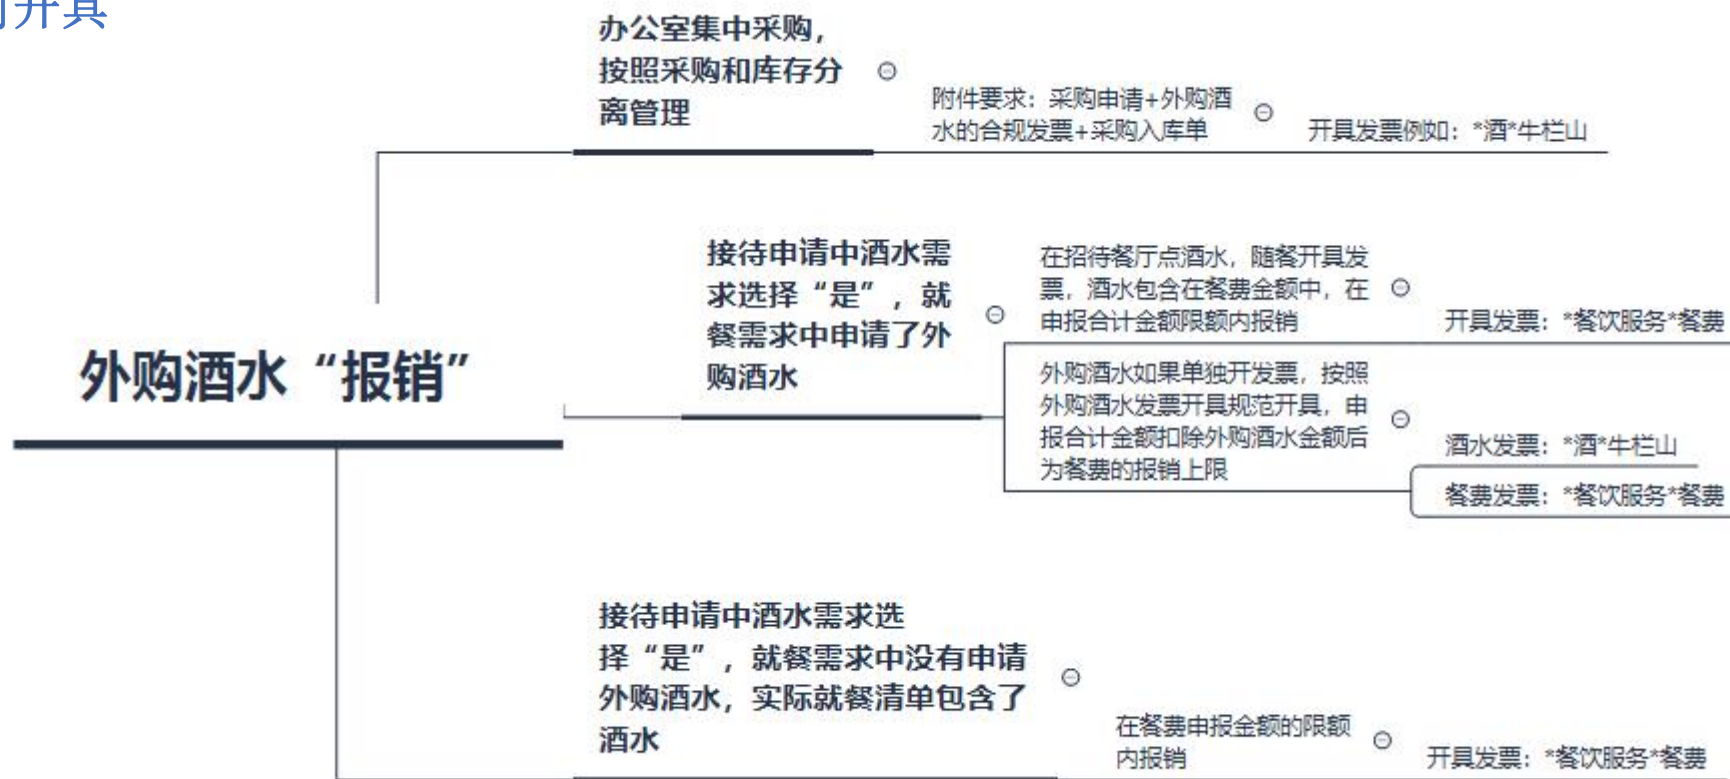 开具
办公室集中采购，
按照采购和库存分
离管理
附件要求：采购申请+外购酒
水的合规发票+采购入库单
开具发票例如：*酒*牛栏山
外购酒水“报销”
接待申请中酒水需
求选择“是”，就
餐需求中申请了外
购酒水
在招待餐厅点酒水，随餐开具发
票，酒水包含在餐费金额中，在
申报合计金额限额内报销
开具发票：*餐饮服务*餐费
外购酒水如果单独开发票，按照
外购酒水发票开具规范开具，申
报合计金额扣除外购酒水金额后
为餐费的报销上限
酒水发票：*酒*牛栏山
餐费发票：*餐饮服务*餐费
接待申请中酒水需求选
择“是”，就餐需求中没有申请
外购酒水，实际就餐清单包含了
酒水
在餐费申报金额的限额
内报销
开具发票：*餐饮服务*餐费